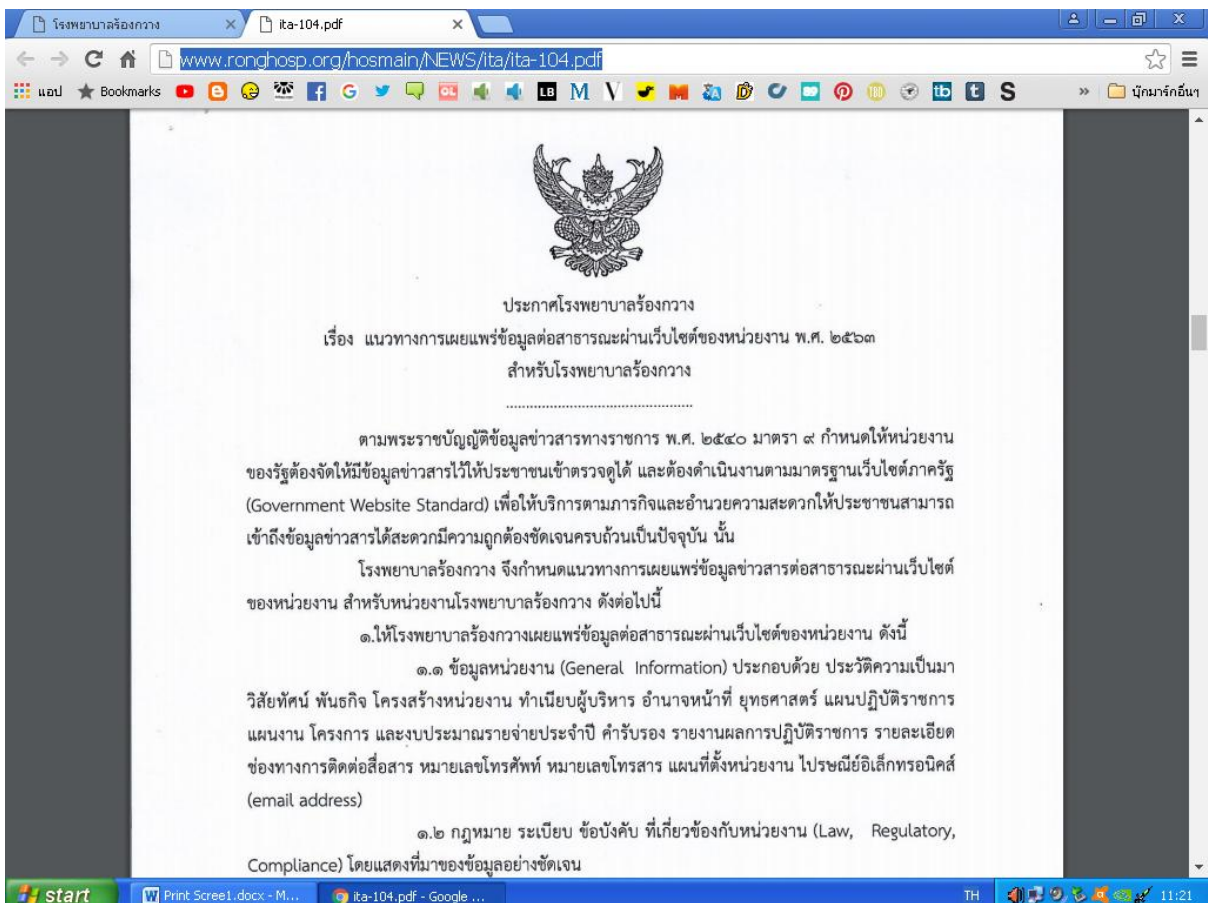 โรงพยาบาลร้องกวาง
ita-104.pdf
www.ronghosp.org/hosmain/NEWS/ita/ita-104.pdf
แอป Bookmarks » บุ๊กมาร์กอื่นๆ
ประกาศโรงพยาบาลร้องกวาง
เรื่อง แนวทางการเผยแพร่ข้อมูลต่อสาธารณะผ่านเว็บไซต์ของหน่วยงาน พ.ศ. ๒๕๖๓
สำหรับโรงพยาบาลร้องกวาง
................................................
ตามพระราชบัญญัติข้อมูลข่าวสารทางราชการ พ.ศ. ๒๕๔๐ มาตรา ๙ กำหนดให้หน่วยงาน
ของรัฐต้องจัดให้มีข้อมูลข่าวสารไว้ให้ประชาชนเข้าตรวจดูได้ และต้องดำเนินงานตามมาตรฐานเว็บไซต์ภาครัฐ
(Government Website Standard) เพื่อให้บริการตามภารกิจและอำนวยความสะดวกให้ประชาชนสามารถ
เข้าถึงข้อมูลข่าวสารได้สะดวกมีความถูกต้องชัดเจนครบถ้วนเป็นปัจจุบัน นั้น
โรงพยาบาลร้องกวาง จึงกำหนดแนวทางการเผยแพร่ข้อมูลข่าวสารต่อสาธารณะผ่านเว็บไซต์
ของหน่วยงาน สำหรับหน่วยงานโรงพยาบาลร้องกวาง ดังต่อไปนี้
๑.ให้โรงพยาบาลร้องกวางเผยแพร่ข้อมูลต่อสาธารณะผ่านเว็บไซต์ของหน่วยงาน ดังนี้
๑.๑ ข้อมูลหน่วยงาน (General Information) ประกอบด้วย ประวัติความเป็นมา
วิสัยทัศน์ พันธกิจ โครงสร้างหน่วยงาน ทำเนียบผู้บริหาร อำนาจหน้าที่ ยุทธศาสตร์ แผนปฏิบัติราชการ
แผนงาน โครงการ และงบประมาณรายจ่ายประจำปี คำรับรอง รายงานผลการปฏิบัติราชการ รายละเอียด
ช่องทางการติดต่อสื่อสาร หมายเลขโทรศัพท์ หมายเลขโทรสาร แผนที่ตั้งหน่วยงาน ไปรษณีย์อิเล็กทรอนิคส์
(email address)
๑.๒ กฎหมาย ระเบียบ ข้อบังคับ ที่เกี่ยวข้องกับหน่วยงาน (Law, Regulatory,
Compliance) โดยแสดงที่มาของข้อมูลอย่างชัดเจน
start Print Scree1.docx - M... ita-104.pdf - Google ... TH 11:21